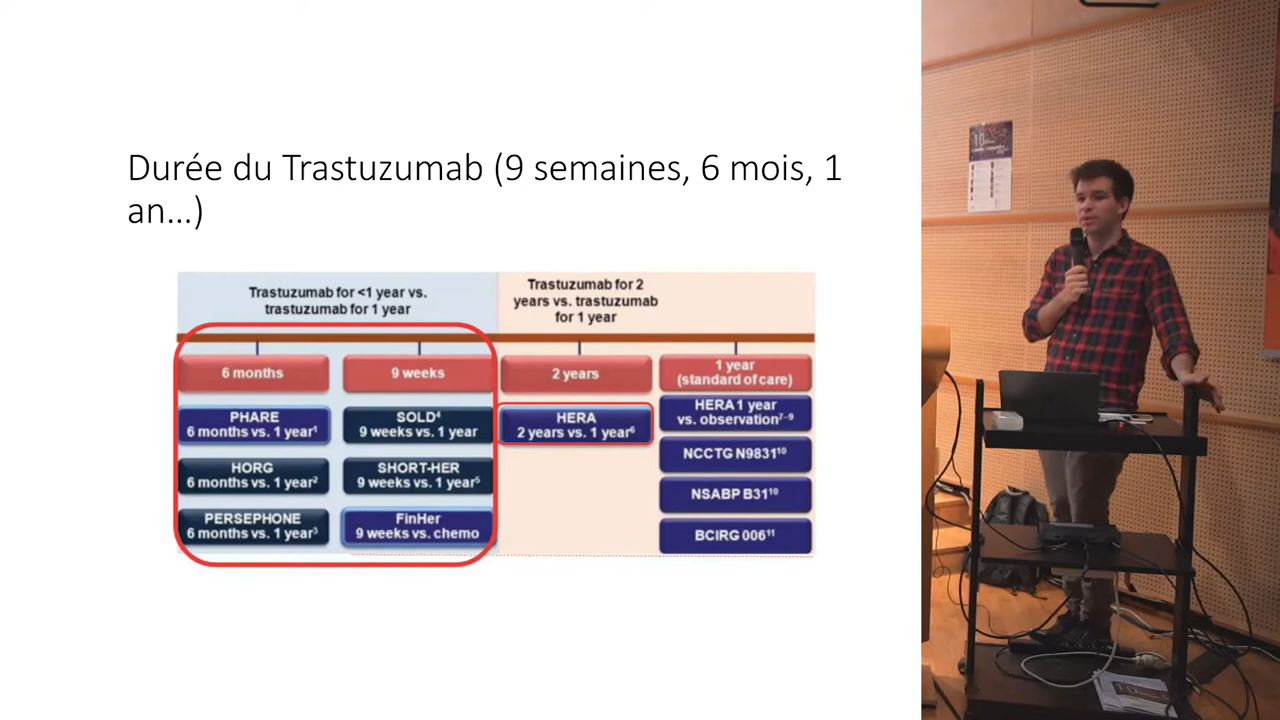 Durée du Trastuzumab (9 semaines, 6 mois, 1
an…)
Trastuzumab for <1 year vs.
trastuzumab for 1 year
Trastuzumab for 2
years vs. trastuzumab
for 1 year
6 months
9 weeks
2 years
1 year
(standard of care)
PHARE
6 months vs. 1 year¹
SOLD⁴
9 weeks vs. 1 year
HERA
2 years vs. 1 year⁶
HERA 1 year
vs. observation⁷⁻⁹
HORG
6 months vs. 1 year²
SHORT-HER
9 weeks vs. 1 year⁵
NCCTG N9831¹⁰
PERSEPHONE
6 months vs. 1 year³
FinHer
9 weeks vs. chemo
NSABP B31¹⁰
BCIRG 006¹¹
10